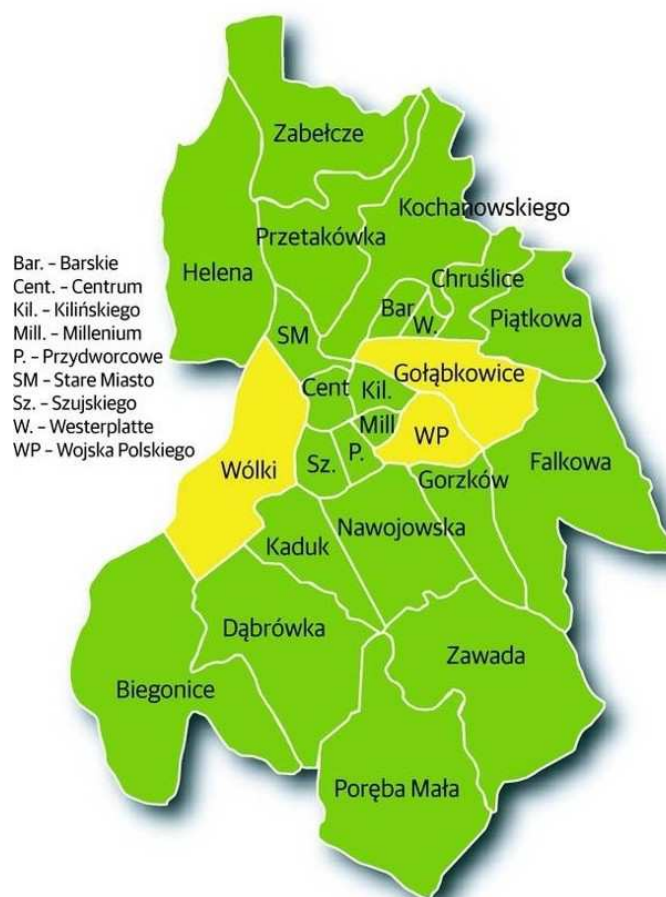 Zabełcze
Kochanowskiego
Przetakówka
Helena
Chruślice
Piątkowa
Bar
W.
SM
Gołąbkowice
Cent
Kil.
Mill
WP
Sz.
P.
Wólki
Gorzków
Falkowa
Nawojowska
Kaduk
Dąbrówka
Zawada
Biegonice
Poręba Mała
Bar. - Barskie
Cent. - Centrum
Kil. - Kilińskiego
Mill. - Millenium
P. - Przydworcowe
SM - Stare Miasto
Sz. - Szujskiego
W. - Westerplatte
WP - Wojska Polskiego